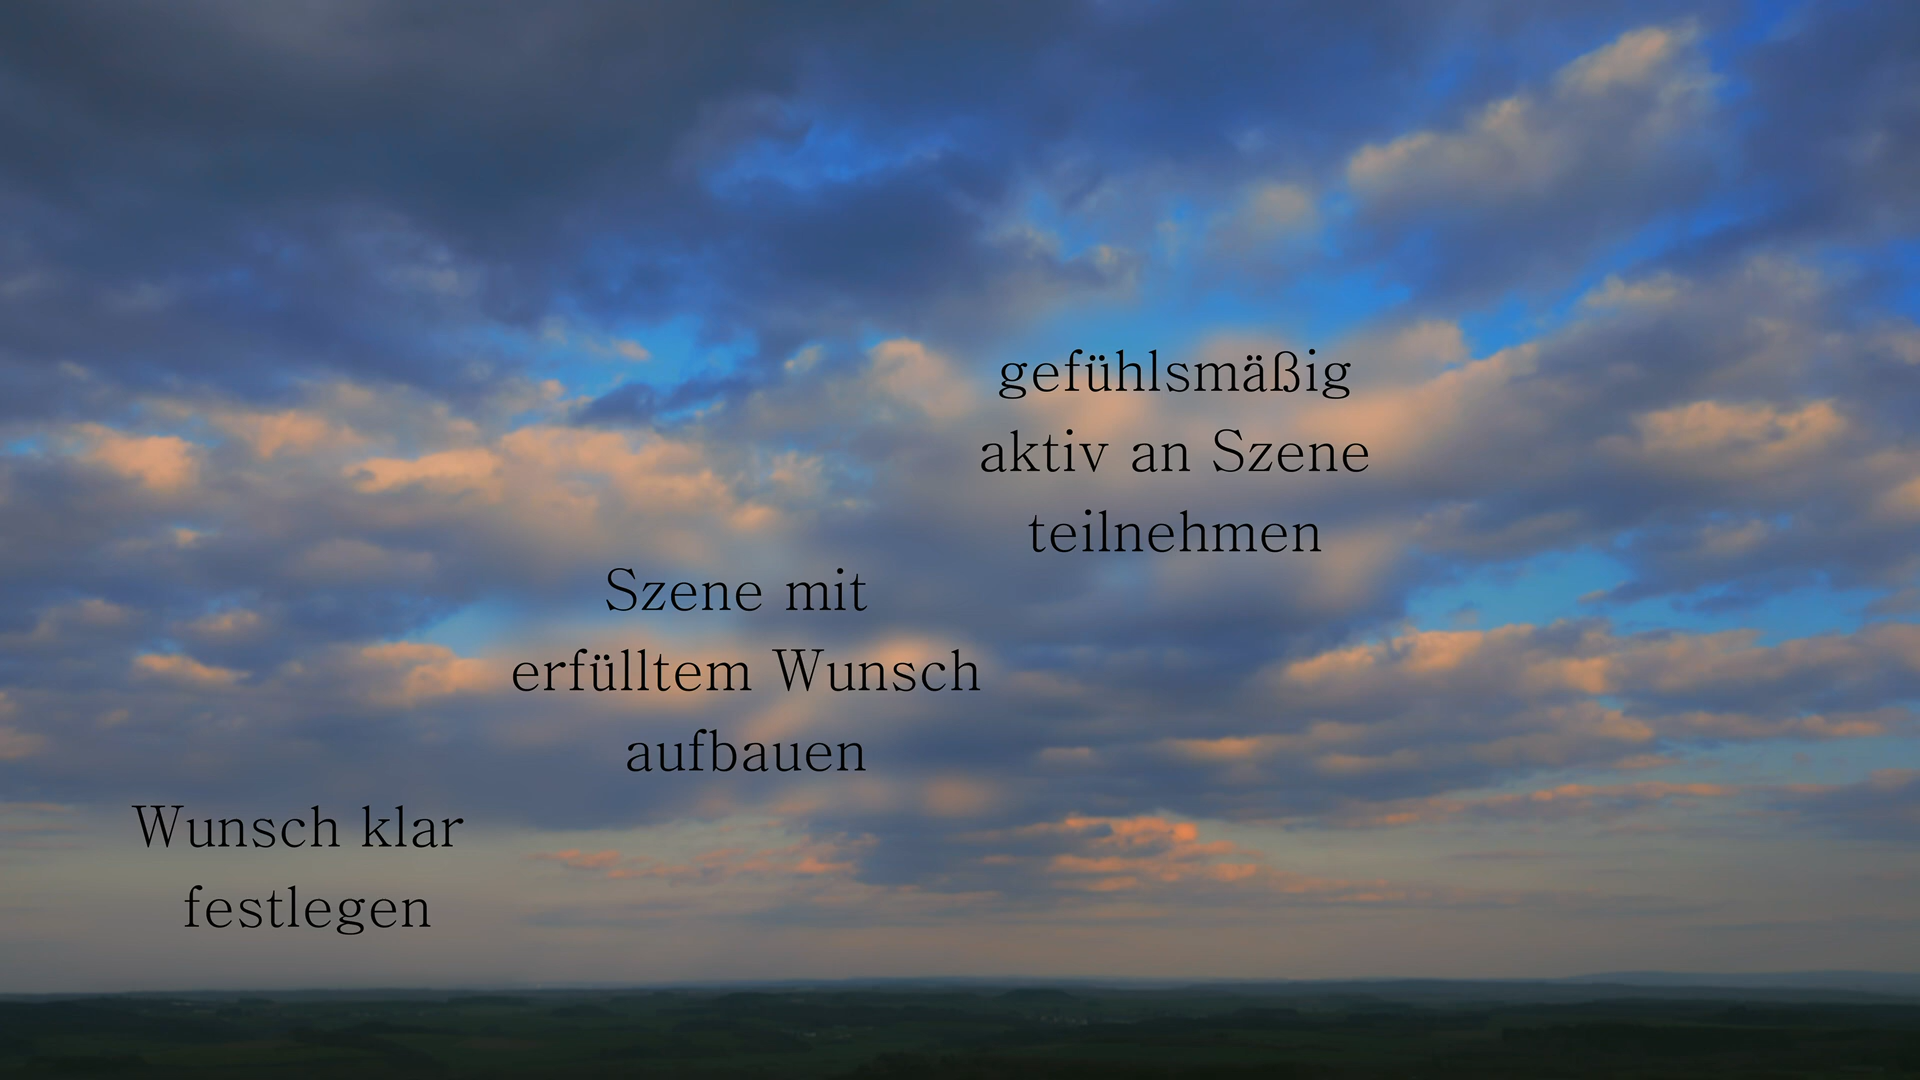 gefühlsmäßig
aktiv an Szene
teilnehmen
Szene mit
erfülltem Wunsch
aufbauen
Wunsch klar
festlegen